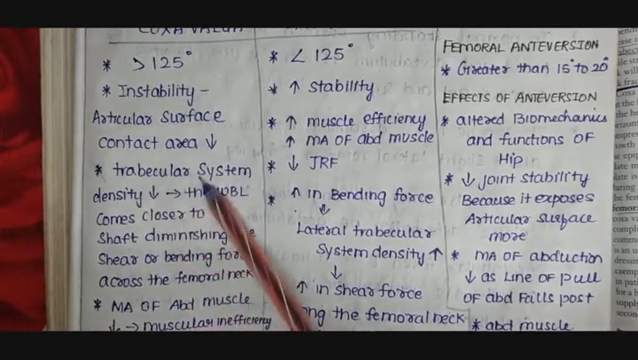 COXA VALGA
* > 125°
* Instability -
Articular Surface
contact area ↓
* trabecular System
density ↓ → WBL
Comes closer to
Shaft diminishing
Shear or bending force
across the femoral neck
* MA OF Abd muscle
↓ → muscular inefficiency
* < 125°
* ↑ Stability
* ↑ muscle efficiency
↑ MA of abd muscle
* ↓ JRF
* ↑ in Bending force
↓
Lateral trabecular
System density ↑
↓
↑ in Shear force
the femoral neck
FEMORAL ANTEVERSION
* Greater than 15° to 20°
EFFECTS OF ANTEVERSION
* altered Biomechanics
and functions OF
Hip
* ↓ Joint stability
Because it exposes
Articular surface
more
* MA OF abduction
↓ as Line of Pull
of abd Falls post
* abd muscle